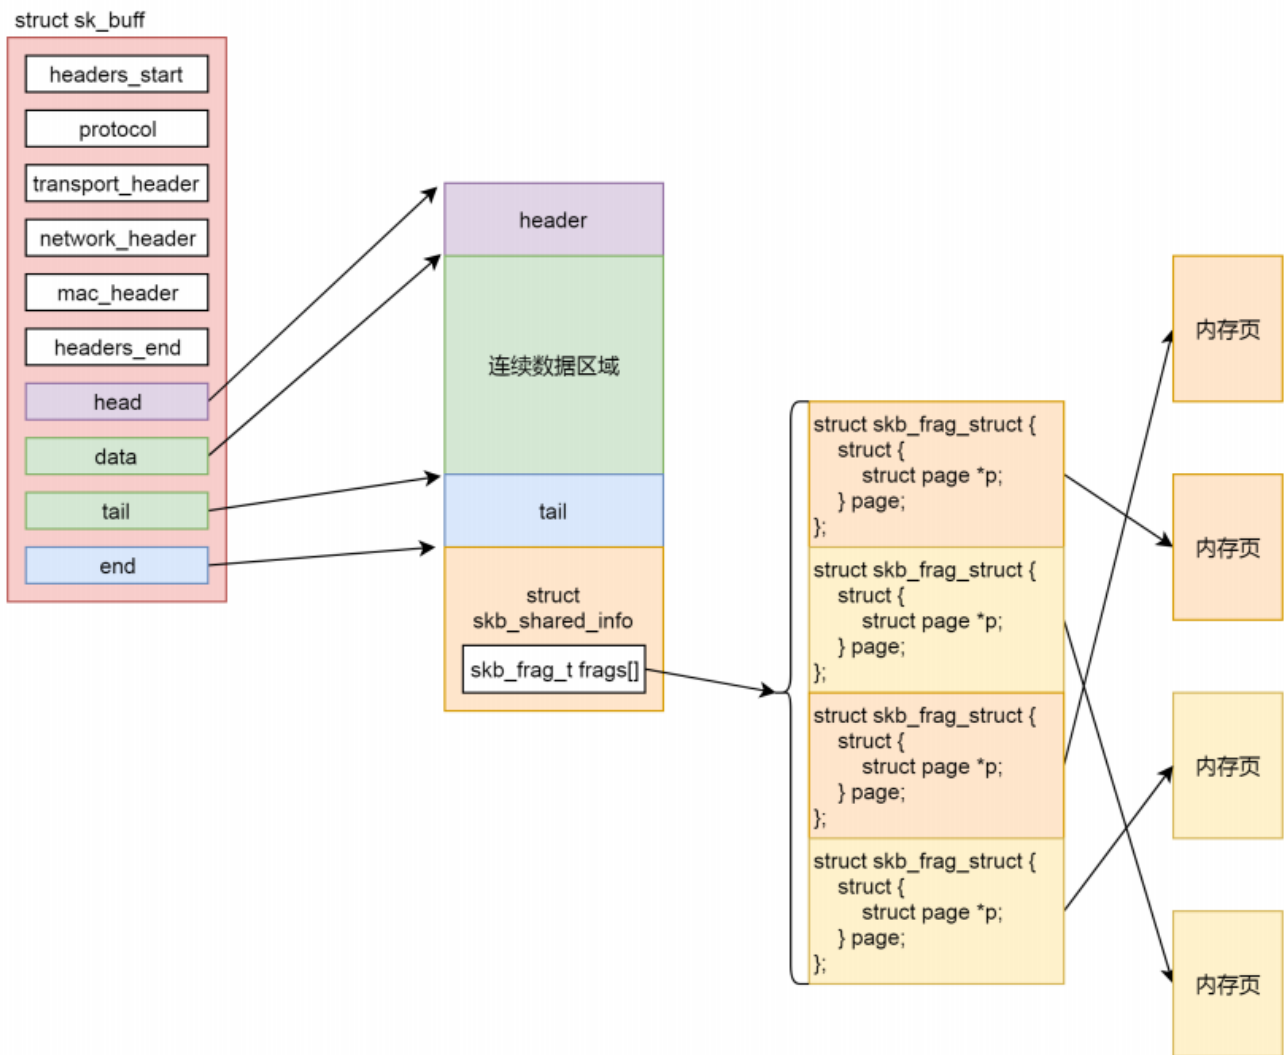 struct sk_buff
headers_start
protocol
transport_header
network_header
mac_header
headers_end
head
data
tail
end
header
连续数据区域
tail
struct
skb_shared_info
skb_frag_t frags[]
struct skb_frag_struct {
struct {
struct page *p;
} page;
};
struct skb_frag_struct {
struct {
struct page *p;
} page;
};
struct skb_frag_struct {
struct {
struct page *p;
} page;
};
struct skb_frag_struct {
struct {
struct page *p;
} page;
};
内存页
内存页
内存页
内存页